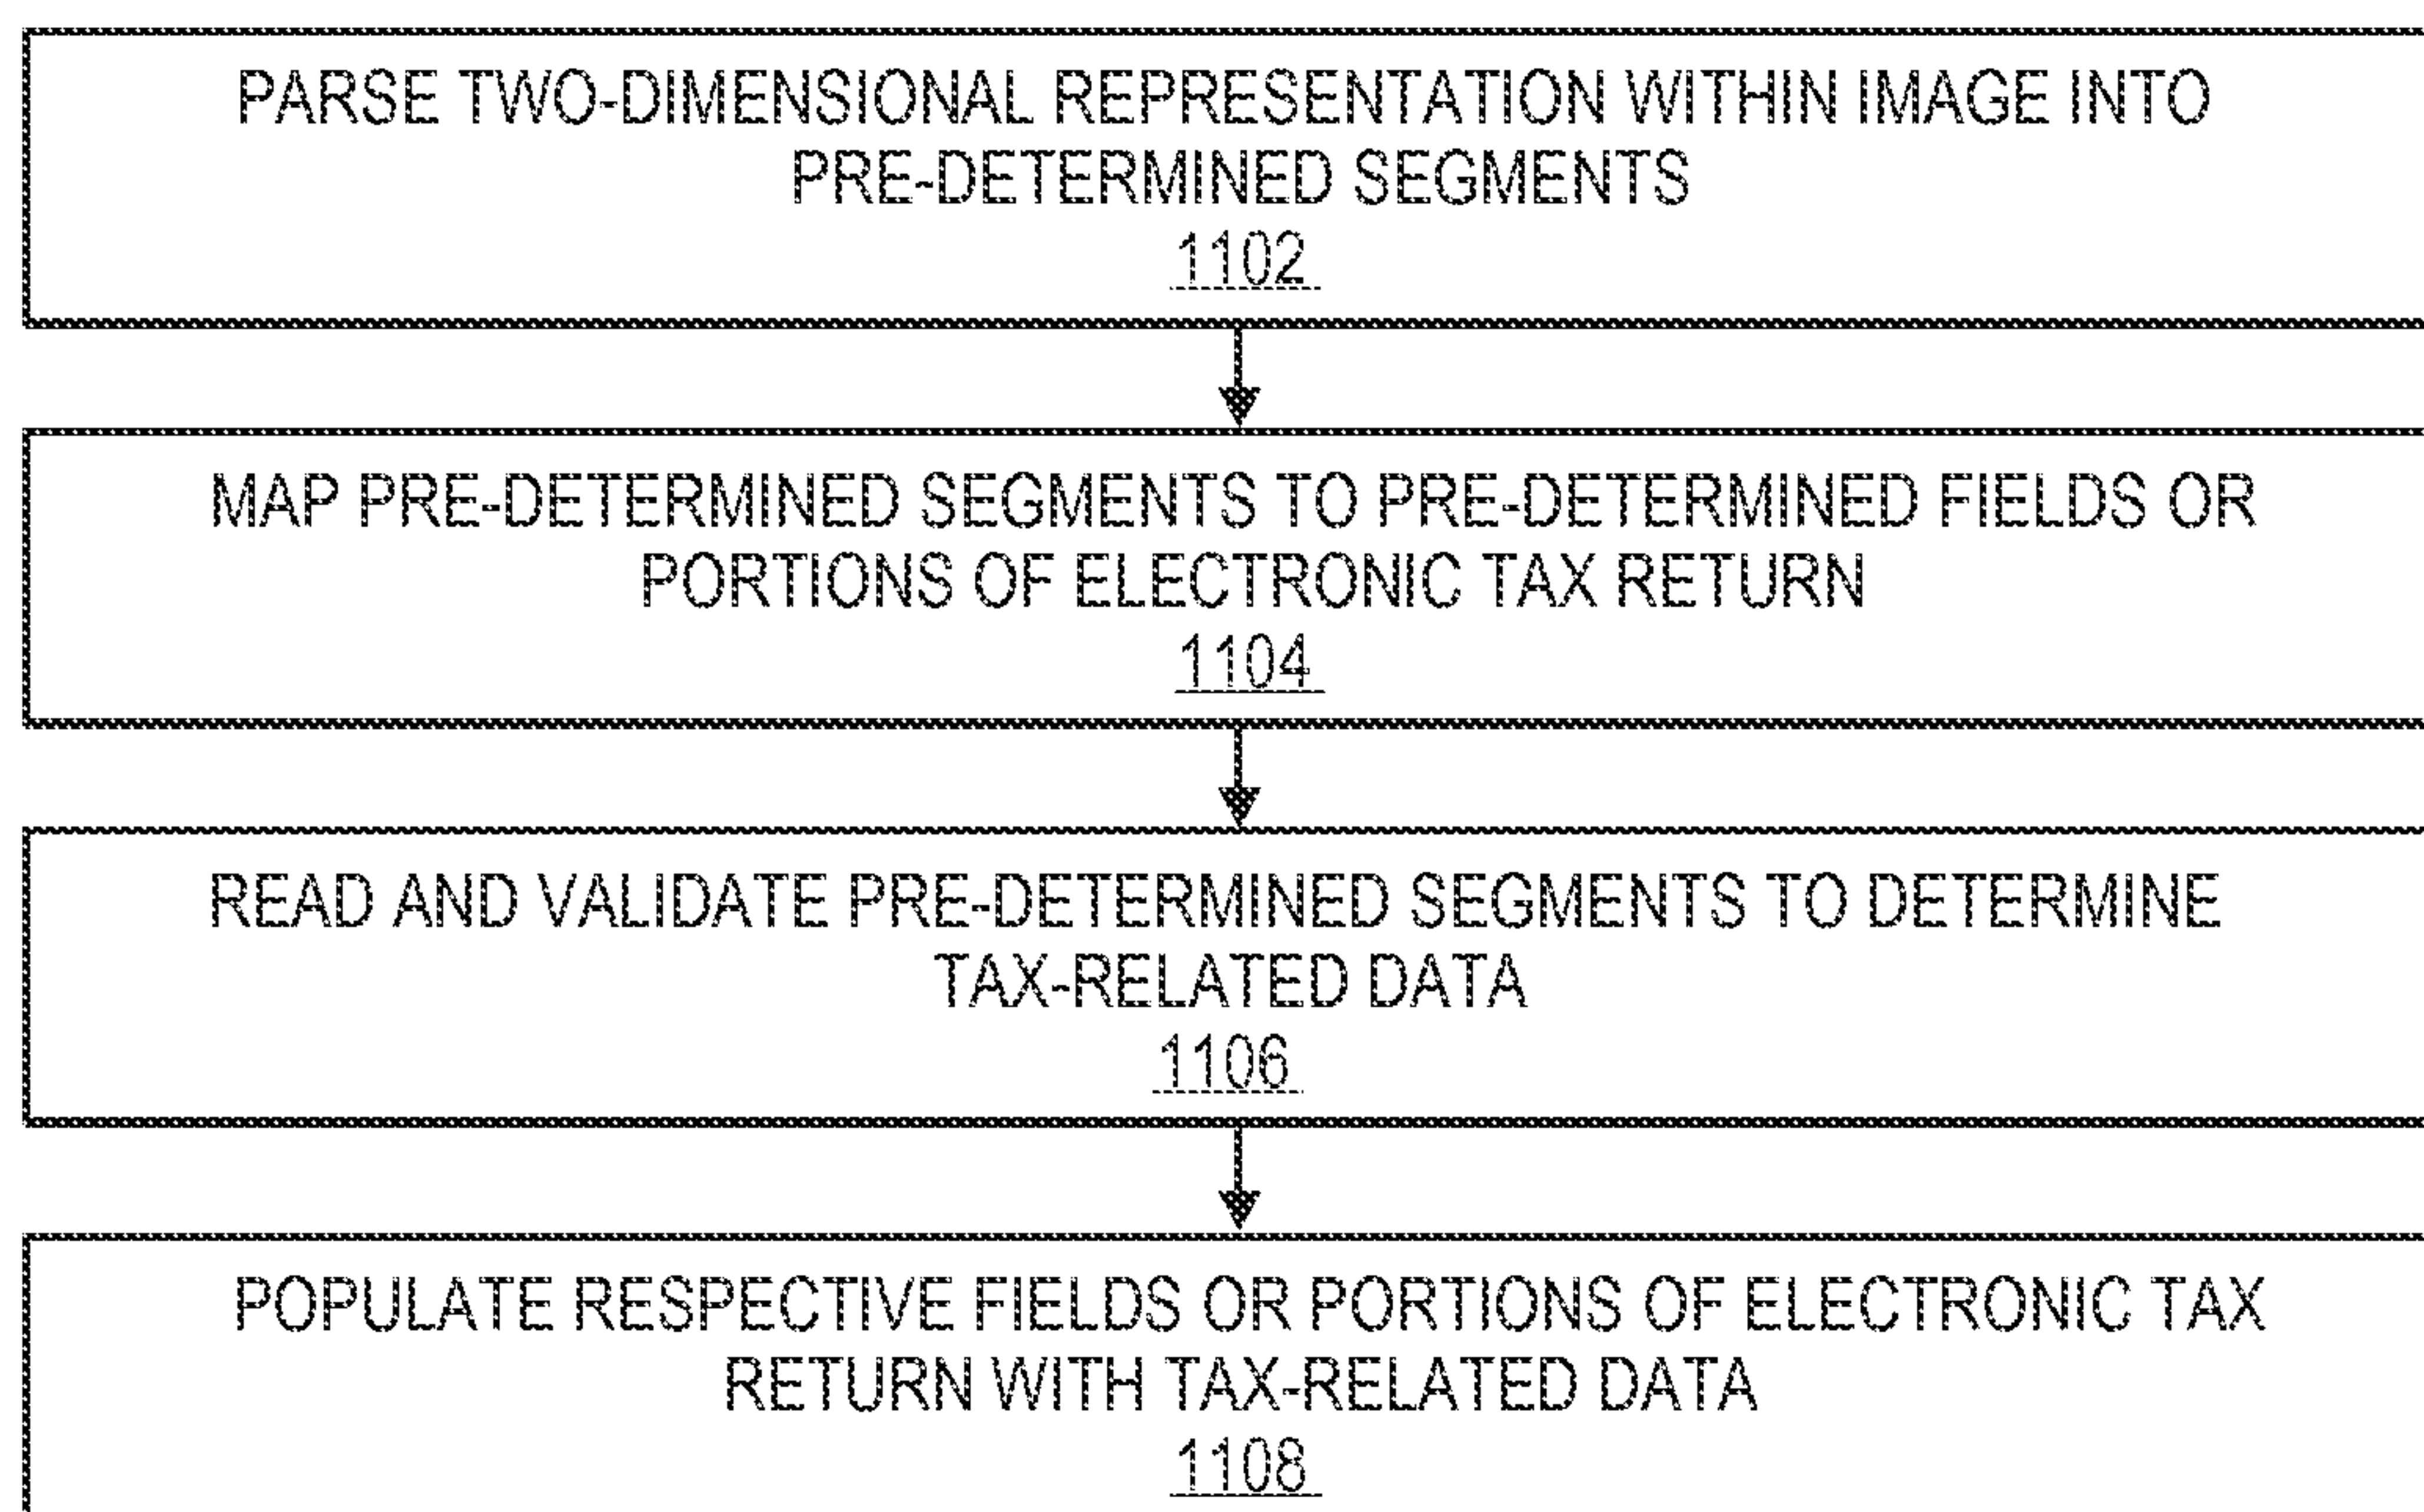 PARSE TWO-DIMENSIONAL REPRESENTATION WITHIN IMAGE INTO
PRE-DETERMINED SEGMENTS
1102
MAP PRE-DETERMINED SEGMENTS TO PRE-DETERMINED FIELDS OR
PORTIONS OF ELECTRONIC TAX RETURN
1104
READ AND VALIDATE PRE-DETERMINED SEGMENTS TO DETERMINE
TAX-RELATED DATA
1106
POPULATE RESPECTIVE FIELDS OR PORTIONS OF ELECTRONIC TAX
RETURN WITH TAX-RELATED DATA
1108